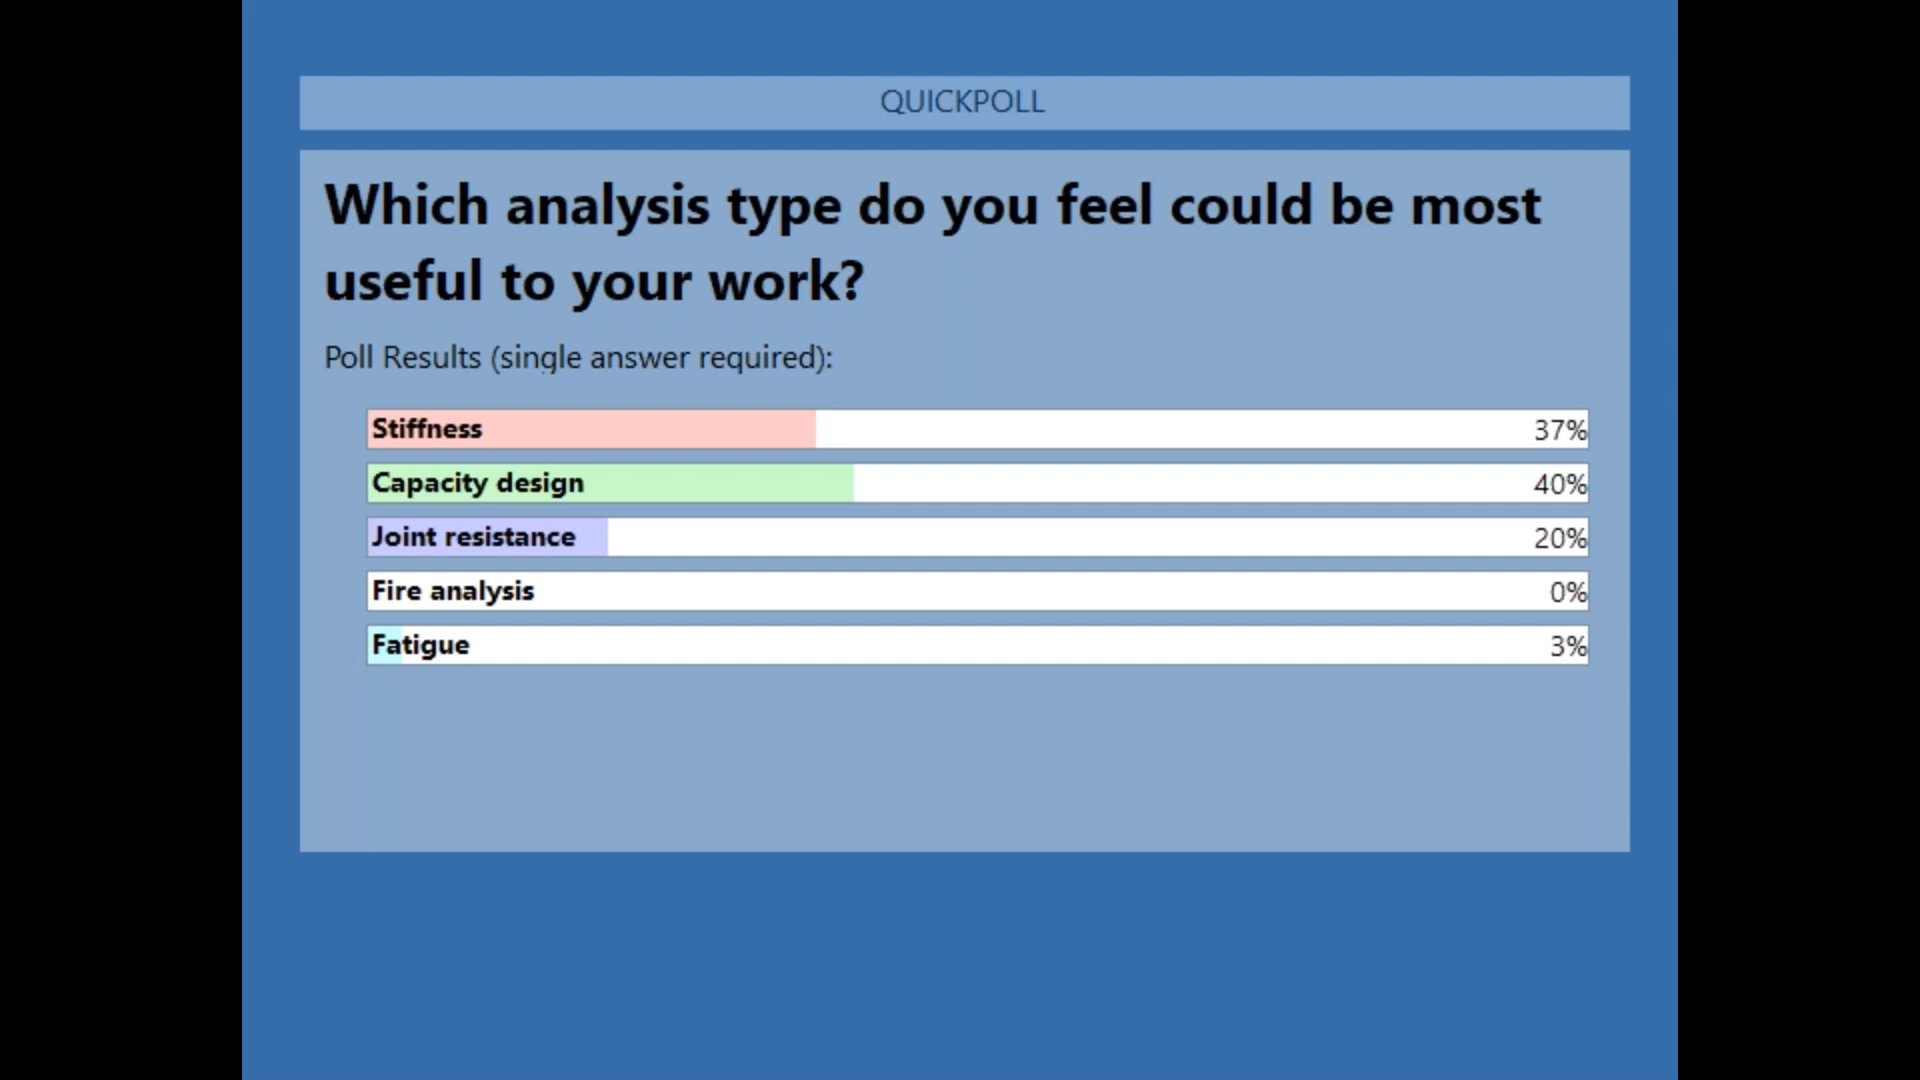 QUICKPOLL
Which analysis type do you feel could be most
useful to your work?
Poll Results (single answer required):
Stiffness 37%
Capacity design 40%
Joint resistance 20%
Fire analysis 0%
Fatigue 3%